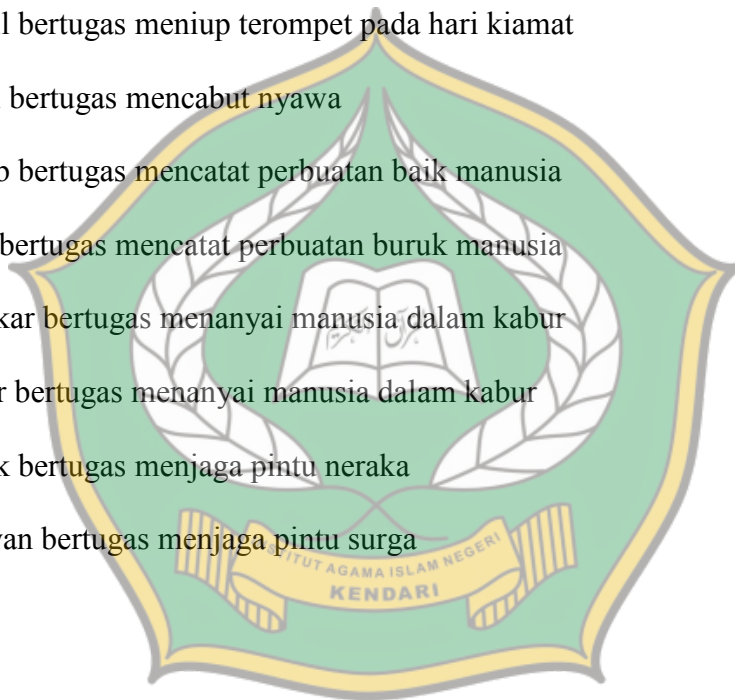 bertugas meniup terompet pada hari kiamat
bertugas mencabut nyawa
bertugas mencatat perbuatan baik manusia
bertugas mencatat perbuatan buruk manusia
bertugas menanyai manusia dalam kabur
bertugas menanyai manusia dalam kabur
bertugas menjaga pintu neraka
bertugas menjaga pintu surga
INSTITUT AGAMA ISLAM NEGERI
KENDARI